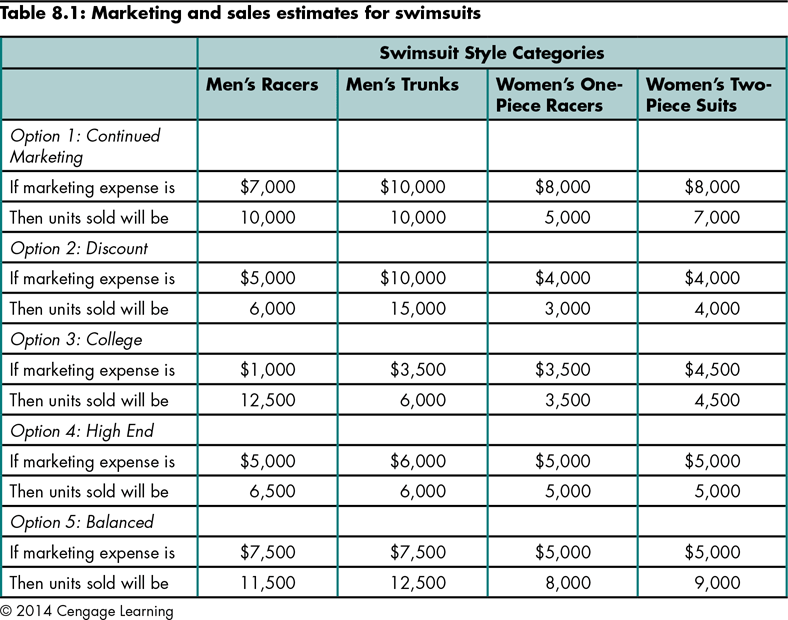 Table 8.1: Marketing and sales estimates for swimsuits
Swimsuit Style Categories
Men's Racers Men's Trunks Women's One-Piece Racers Women's Two-Piece Suits
Option 1: Continued Marketing
If marketing expense is $7,000 $10,000 $8,000 $8,000
Then units sold will be 10,000 10,000 5,000 7,000
Option 2: Discount
If marketing expense is $5,000 $10,000 $4,000 $4,000
Then units sold will be 6,000 15,000 3,000 4,000
Option 3: College
If marketing expense is $1,000 $3,500 $3,500 $4,500
Then units sold will be 12,500 6,000 3,500 4,500
Option 4: High End
If marketing expense is $5,000 $6,000 $5,000 $5,000
Then units sold will be 6,500 6,000 5,000 5,000
Option 5: Balanced
If marketing expense is $7,500 $7,500 $5,000 $5,000
Then units sold will be 11,500 12,500 8,000 9,000
© 2014 Cengage Learning